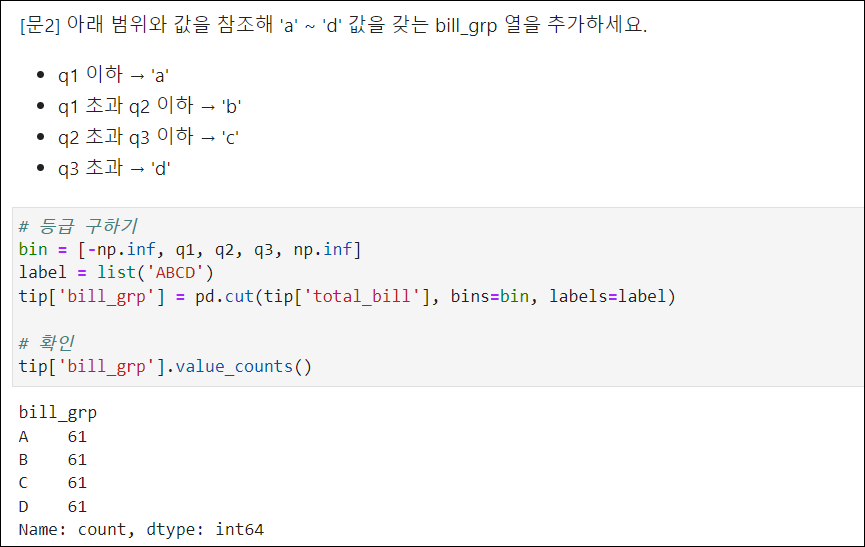 [문2] 아래 범위와 값을 참조해 'a' ~ 'd' 값을 갖는 bill_grp 열을 추가하세요.
• q1 이하 → 'a'
• q1 초과 q2 이하 → 'b'
• q2 초과 q3 이하 → 'c'
• q3 초과 → 'd'
# 등급 구하기
bin = [-np.inf, q1, q2, q3, np.inf]
label = list('ABCD')
tip['bill_grp'] = pd.cut(tip['total_bill'], bins=bin, labels=label)
# 확인
tip['bill_grp'].value_counts()
bill_grp
A    61
B    61
C    61
D    61
Name: count, dtype: int64